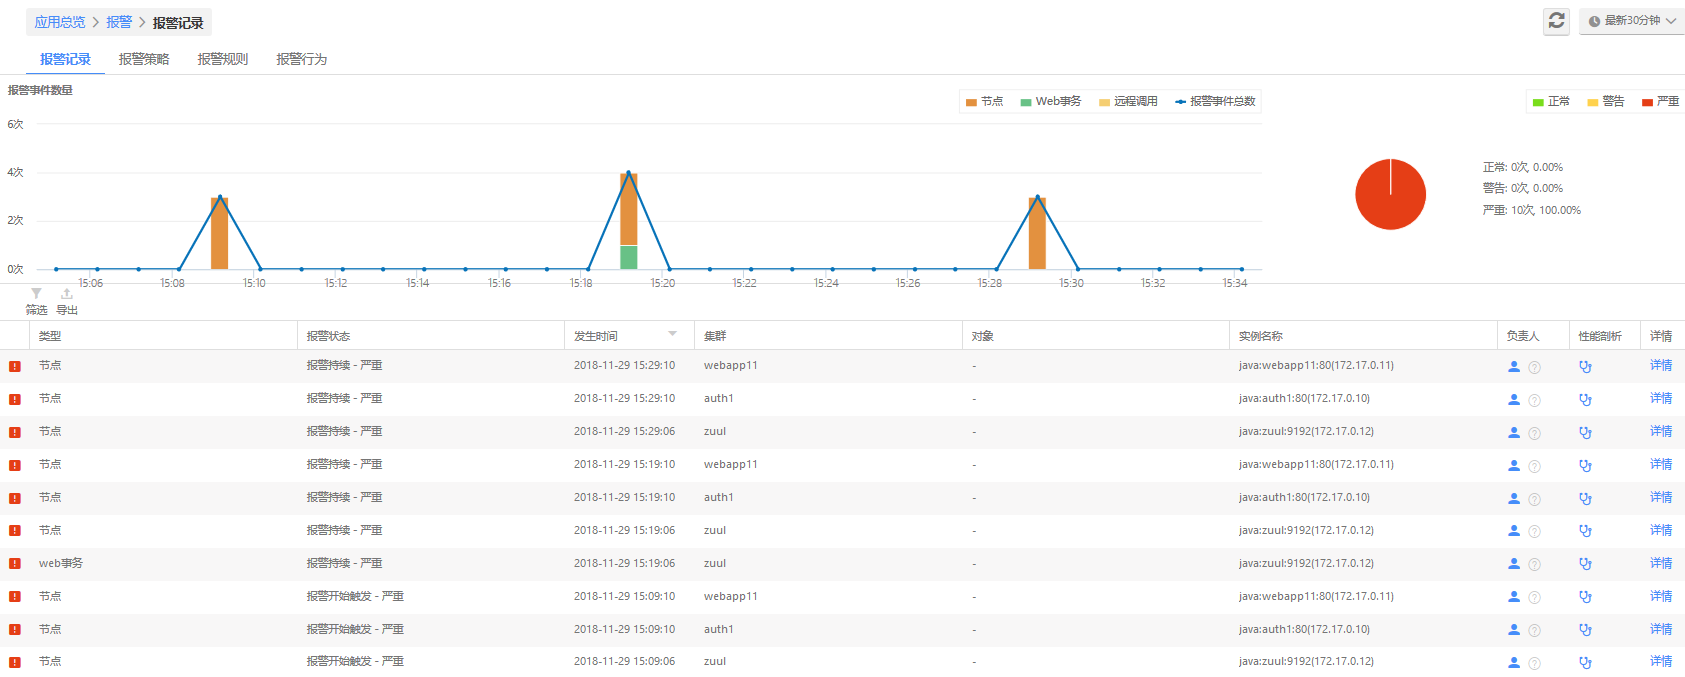 应用总览 > 报警 > 报警记录
最新30分钟
报警记录 报警策略 报警规则 报警行为
报警事件数量
节点 Web事务 远程调用 报警事件总数
正常 警告 严重
6次
4次
2次
0次
15:06 15:08 15:10 15:12 15:14 15:16 15:18 15:20 15:22 15:24 15:26 15:28 15:30 15:32 15:34
正常: 0次, 0.00%
警告: 0次, 0.00%
严重: 10次, 100.00%
筛选 导出
类型 报警状态 发生时间 集群 对象 实例名称 负责人 性能剖析 详情
节点 报警持续 - 严重 2018-11-29 15:29:10 webapp11 - java:webapp11:80(172.17.0.11) 详情
节点 报警持续 - 严重 2018-11-29 15:29:10 auth1 - java:auth1:80(172.17.0.10) 详情
节点 报警持续 - 严重 2018-11-29 15:29:06 zuul - java:zuul:9192(172.17.0.12) 详情
节点 报警持续 - 严重 2018-11-29 15:19:10 webapp11 - java:webapp11:80(172.17.0.11) 详情
节点 报警持续 - 严重 2018-11-29 15:19:10 auth1 - java:auth1:80(172.17.0.10) 详情
节点 报警持续 - 严重 2018-11-29 15:19:06 zuul - java:zuul:9192(172.17.0.12) 详情
web事务 报警持续 - 严重 2018-11-29 15:19:06 zuul - java:zuul:9192(172.17.0.12) 详情
节点 报警开始触发 - 严重 2018-11-29 15:09:10 webapp11 - java:webapp11:80(172.17.0.11) 详情
节点 报警开始触发 - 严重 2018-11-29 15:09:10 auth1 - java:auth1:80(172.17.0.10) 详情
节点 报警开始触发 - 严重 2018-11-29 15:09:06 zuul - java:zuul:9192(172.17.0.12) 详情